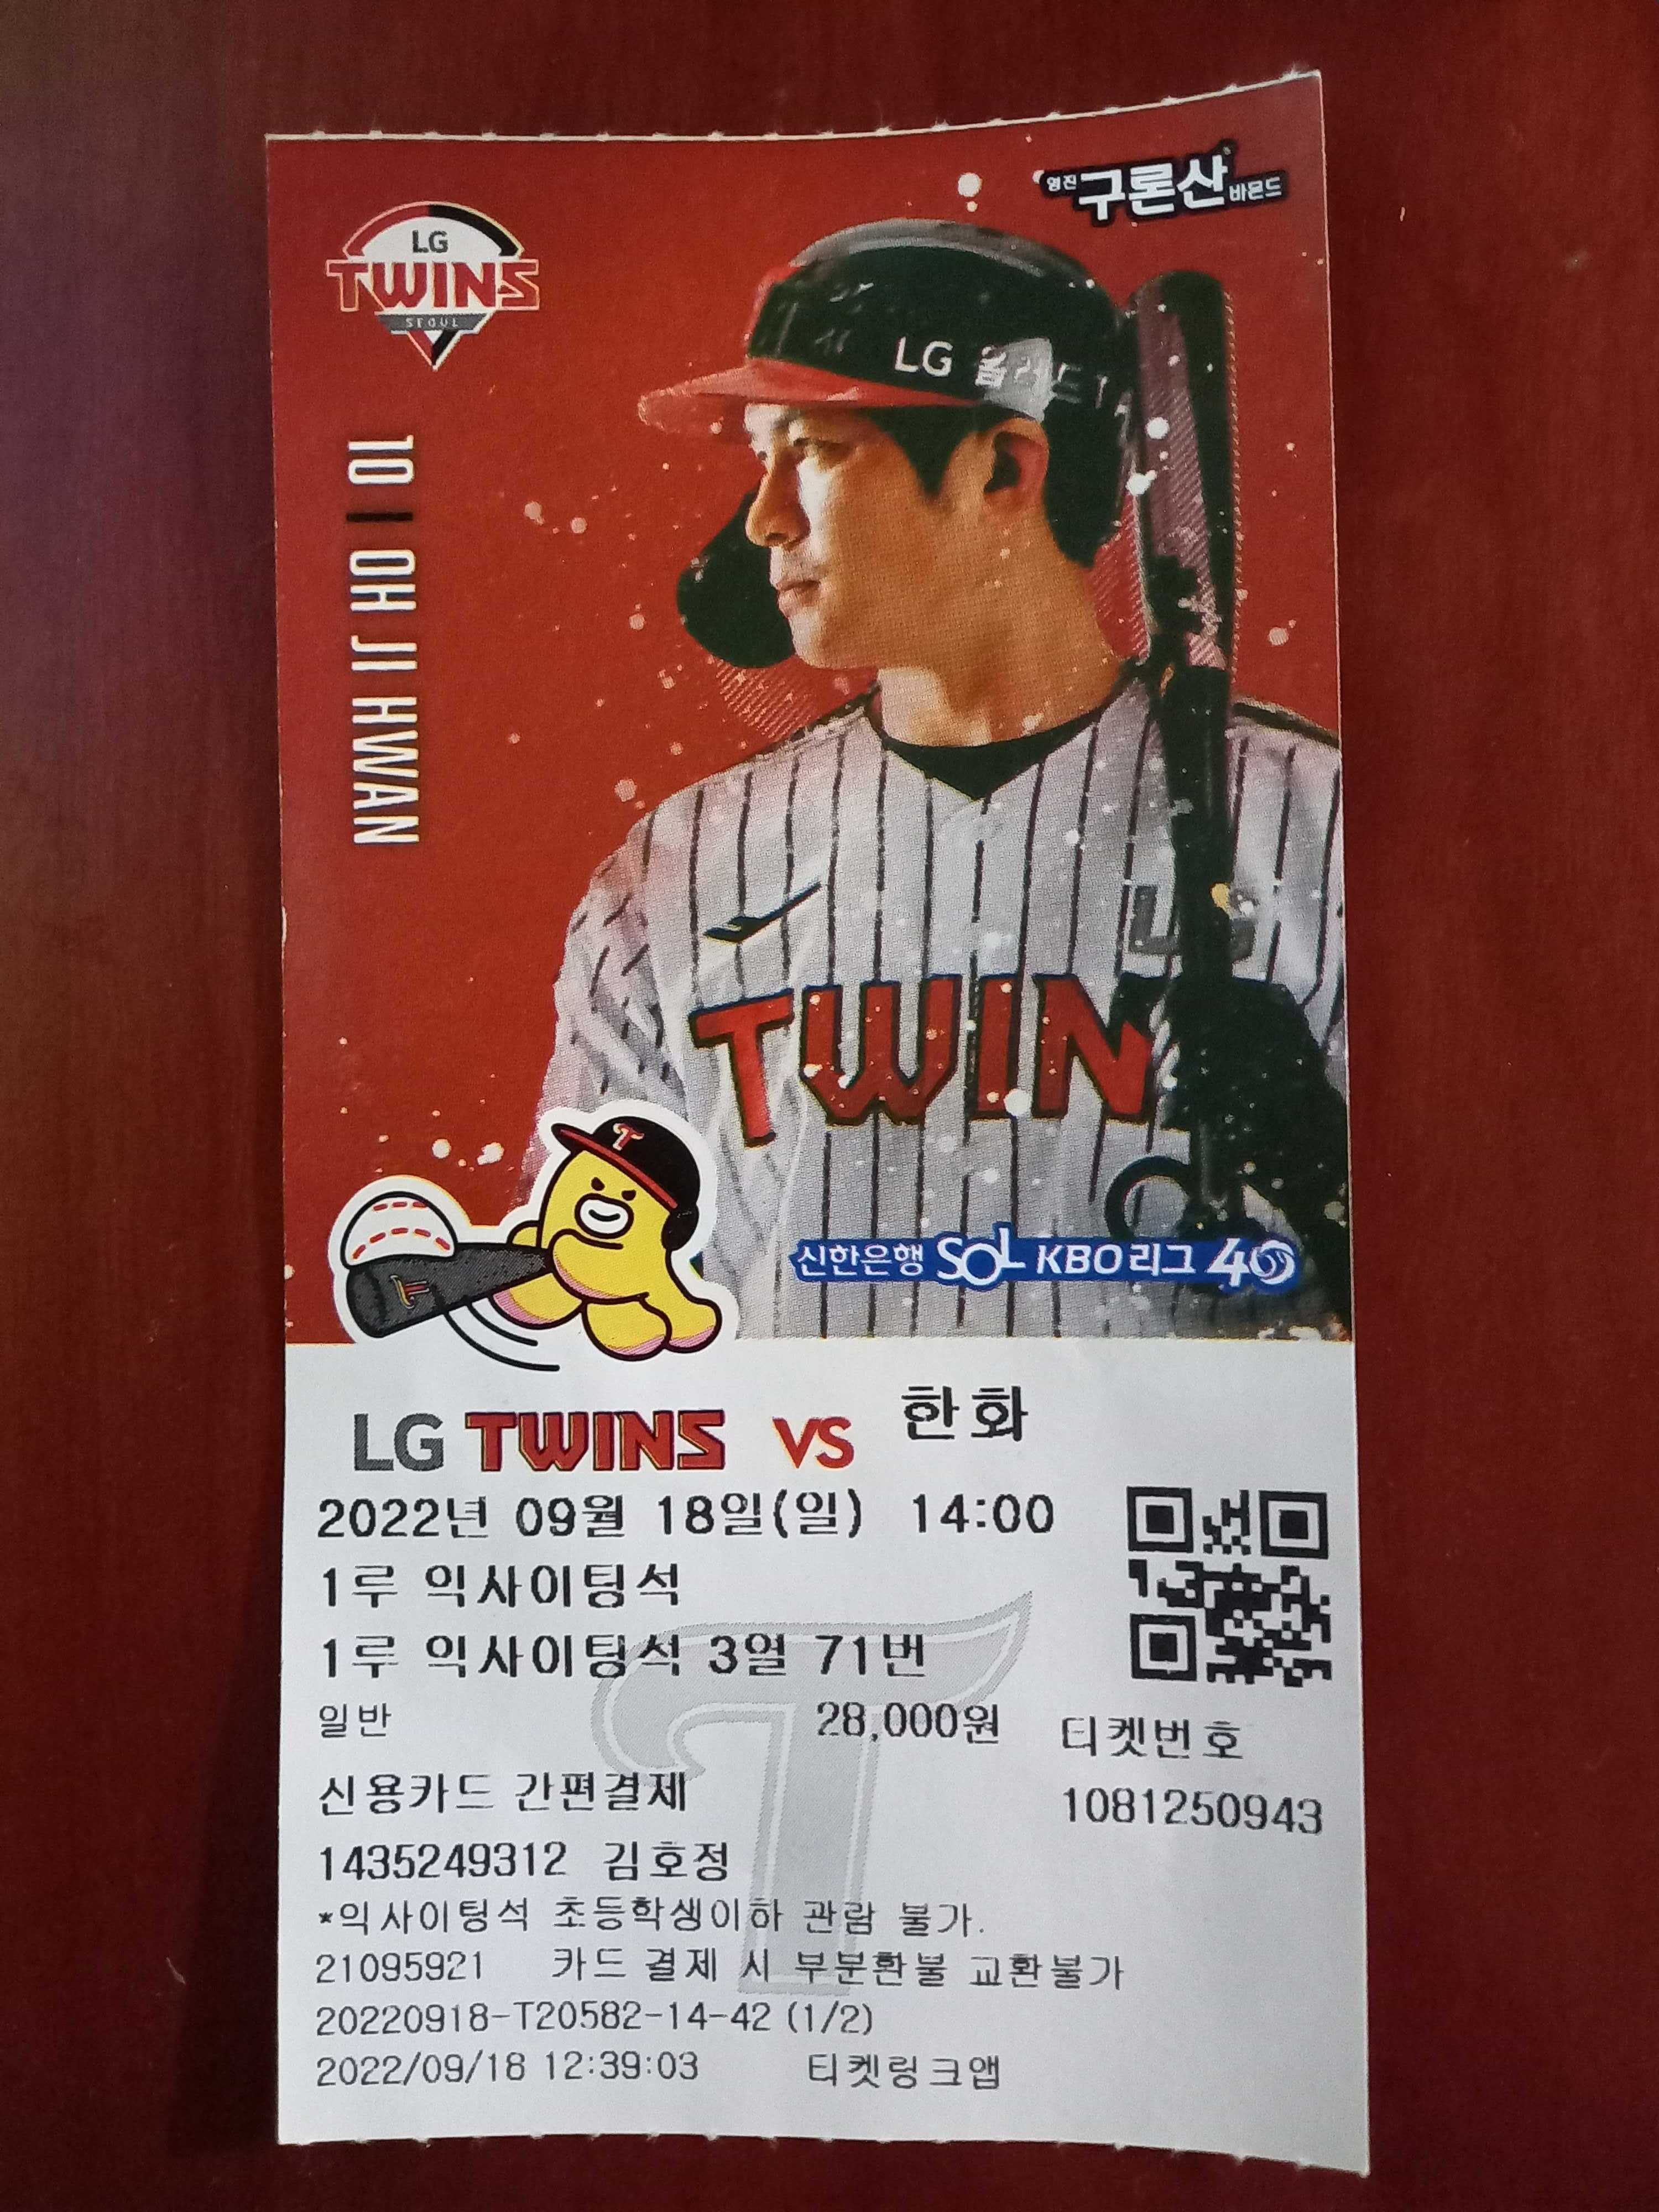 영진 구론산 바몬드
LG
TWINS
SEOUL
LG
10 | OH JI HWAN
TWIN
T
T
신한은행 SOL KBO 리그 40
LG TWINS VS 한화
2022년 09월 18일(일) 14:00
1루 익사이팅석
1루 익사이팅석 3열 71번
일반 28,000원
티켓번호
신용카드 간편결제
1081250943
1435249312 김호정
*익사이팅석 초등학생이하 관람 불가.
21095921 카드 결제 시 부분환불 교환불가
20220918-T20582-14-42 (1/2)
2022/09/18 12:39:03 티켓링크앱